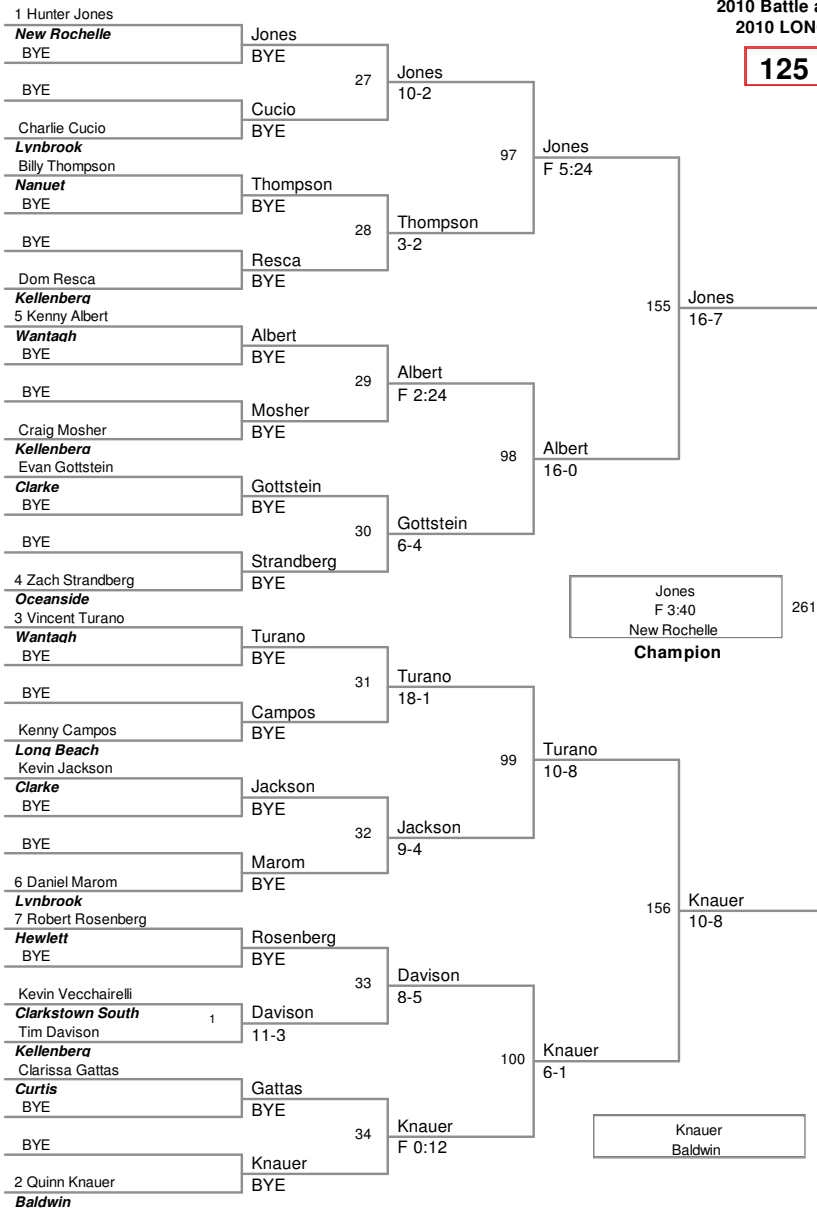 2010 Battle a
2010 LON
125
1 Hunter Jones
New Rochelle
BYE
BYE
Charlie Cucio
Lynbrook
Billy Thompson
Nanuet
BYE
BYE
Dom Resca
Kellenberg
5 Kenny Albert
Wantagh
BYE
BYE
Craig Mosher
Kellenberg
Evan Gottstein
Clarke
BYE
BYE
4 Zach Strandberg
Oceanside
3 Vincent Turano
Wantagh
BYE
BYE
Kenny Campos
Long Beach
Kevin Jackson
Clarke
BYE
BYE
6 Daniel Marom
Lynbrook
7 Robert Rosenberg
Hewlett
BYE
Kevin Vecchairelli
Clarkstown South
1
Tim Davison
Kellenberg
Clarissa Gattas
Curtis
BYE
BYE
2 Quinn Knauer
Baldwin
Jones
BYE
27
Cucio
BYE
Thompson
BYE
28
Resca
BYE
Albert
BYE
29
Mosher
BYE
Gottstein
BYE
30
Strandberg
BYE
Turano
BYE
31
Campos
BYE
Jackson
BYE
32
Marom
BYE
Rosenberg
BYE
33
Davison
11-3
Gattas
BYE
34
Knauer
BYE
Jones
10-2
97
Thompson
3-2
Albert
F 2:24
98
Gottstein
6-4
Turano
18-1
99
Jackson
9-4
Davison
8-5
100
Knauer
F 0:12
Jones
F 5:24
155
Albert
16-0
Turano
10-8
156
Knauer
6-1
Jones
16-7
Knauer
10-8
Jones
F 3:40
New Rochelle
261
Champion
Knauer
Baldwin